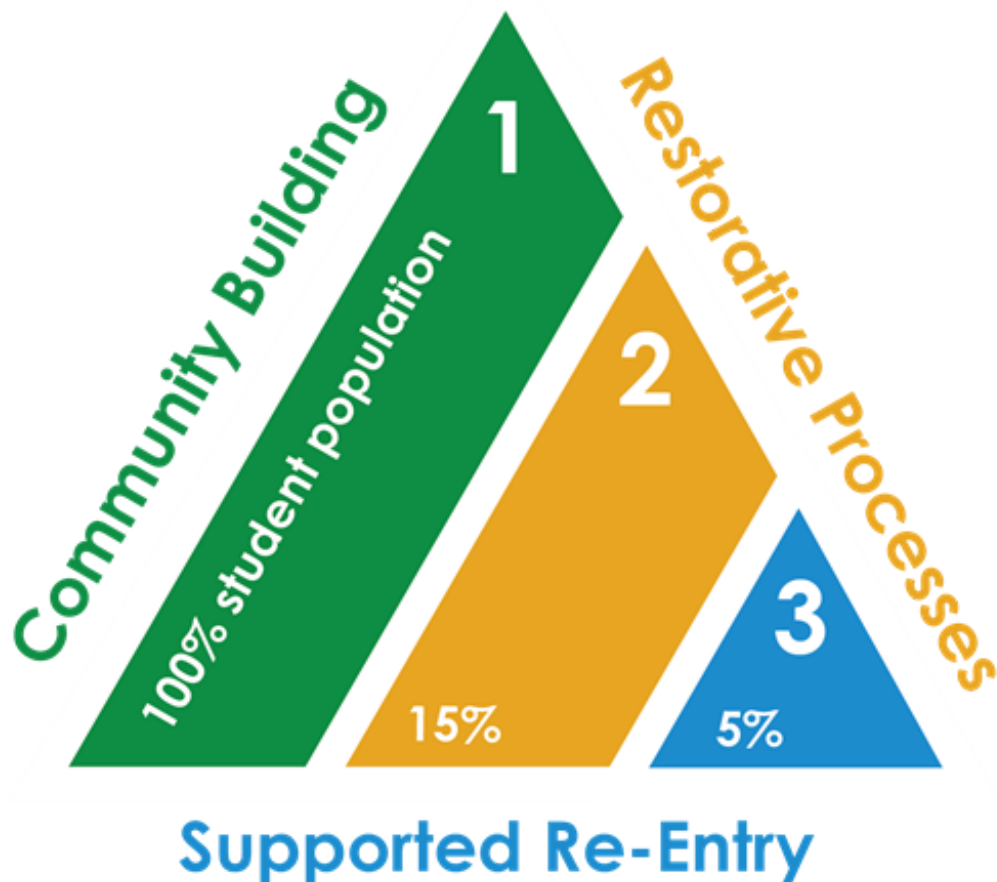 Community Building
Restorative Processes
1
100% student population
2
15%
3
5%
Supported Re-Entry